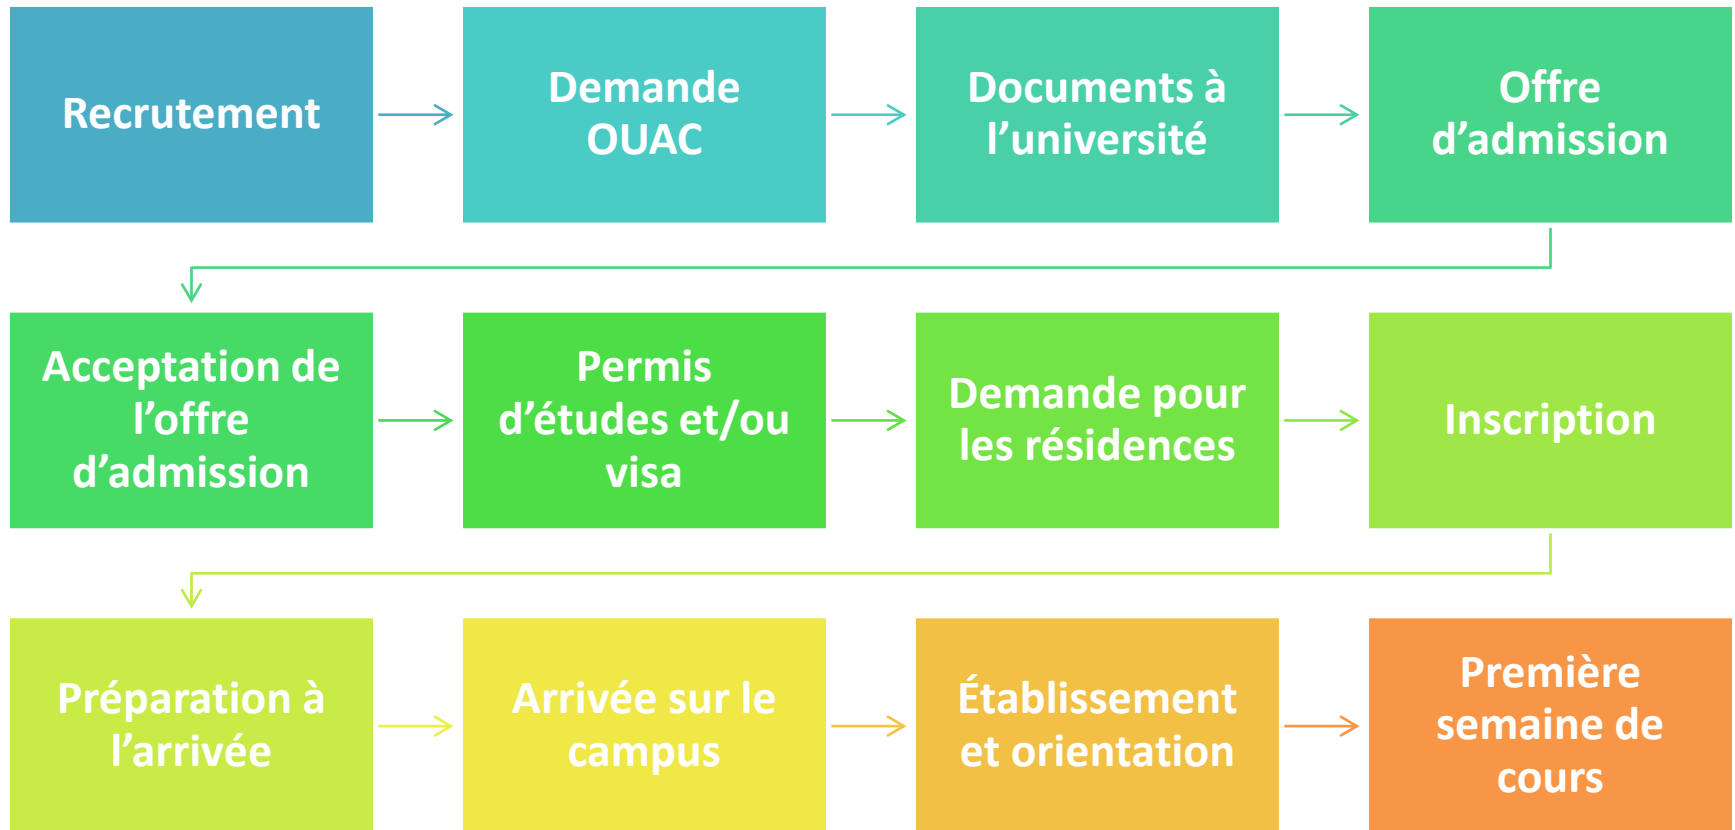 Recrutement
Demande
OUAC
Documents à
l’université
Offre
d’admission
Acceptation de
l’offre
d’admission
Permis
d’études et/ou
visa
Demande pour
les résidences
Inscription
Préparation à
l’arrivée
Arrivée sur le
campus
Établissement
et orientation
Première
semaine de
cours